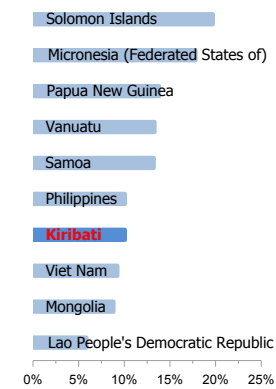 Solomon Islands
Micronesia (Federated States of)
Papua New Guinea
Vanuatu
Samoa
Philippines
Kiribati
Viet Nam
Mongolia
Lao People's Democratic Republic
0% 5% 10% 15% 20% 25%